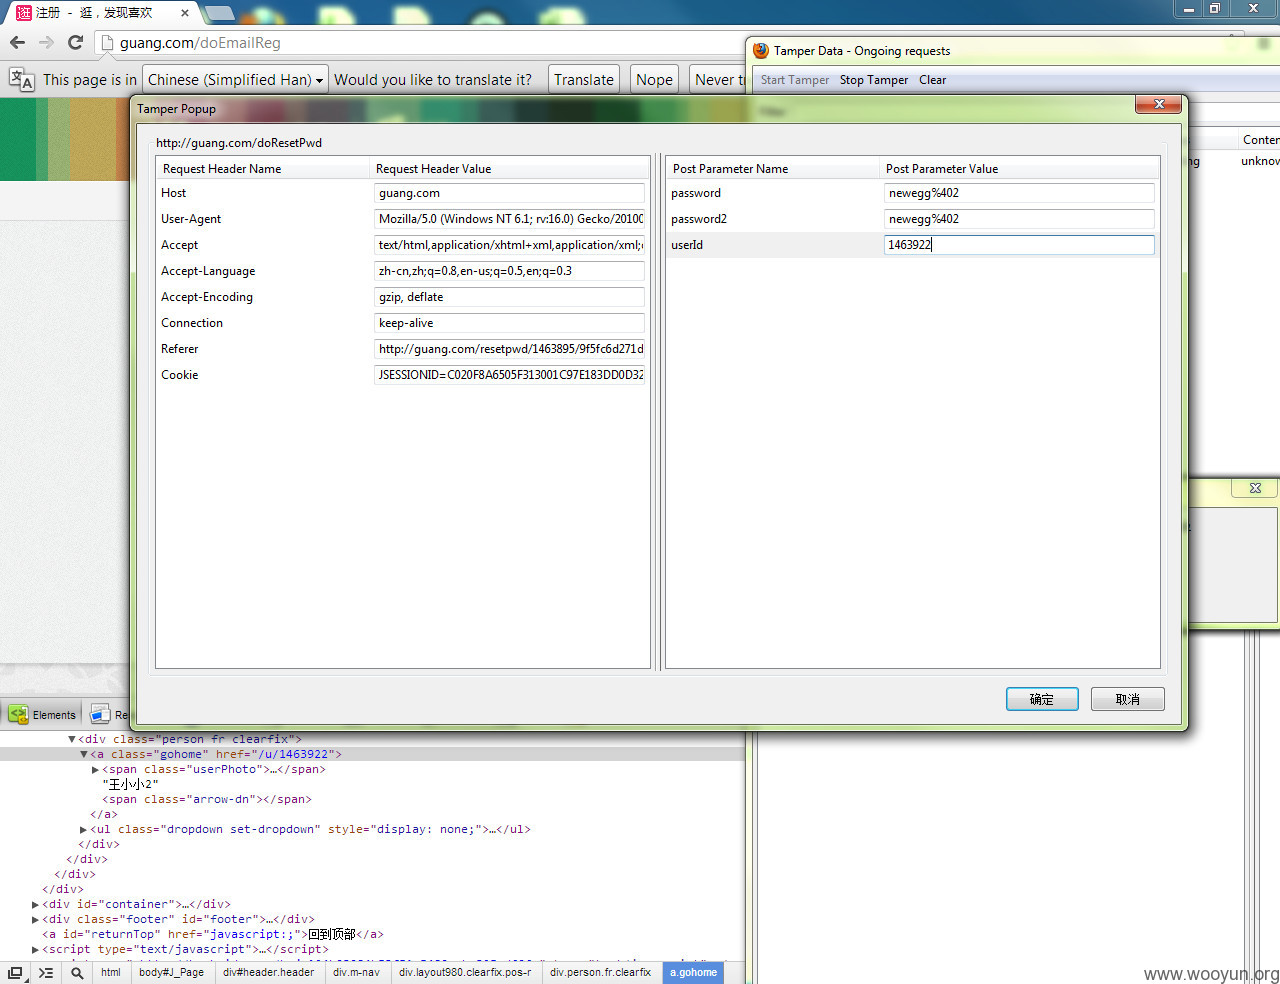 注册 - 逛，发现喜欢
guang.com/doEmailReg
This page is in Chinese (Simplified Han) Would you like to translate it? Translate Nope Never
Tamper Data - Ongoing requests
Start Tamper Stop Tamper Clear
Tamper Popup
http://guang.com/doResetPwd
Request Header Name Request Header Value
Host guang.com
User-Agent Mozilla/5.0 (Windows NT 6.1; rv:16.0) Gecko/20100
Accept text/html,application/xhtml+xml,application/xml;
Accept-Language zh-cn,zh;q=0.8,en-us;q=0.5,en;q=0.3
Accept-Encoding gzip, deflate
Connection keep-alive
Referer http://guang.com/resetpwd/1463895/9f5fc6d271d
Cookie JSESSIONID=C020F8A6505F313001C97E183DD0D32
Post Parameter Name Post Parameter Value
password newegg%402
password2 newegg%402
userId 1463922
Conten
ng unknow
确定 取消
Elements Re
▼<div class="person fr clearfix">
▼<a class="gohome" href="/u/1463922">
▶<span class="userPhoto">…</span>
"王小小2"
<span class="arrow-dn"></span>
</a>
▶<ul class="dropdown set-dropdown" style="display: none;">…</ul>
</div>
</div>
</div>
</div>
▶<div id="container">…</div>
▶<div class="footer" id="footer">…</div>
<a id="returnTop" href="javascript:;">回到顶部</a>
▶<script type="text/javascript">…</script>
html body#J_Page div#header.header div.m-nav div.layout980.clearfix.pos-r div.person.fr.clearfix a.gohome
www.wooyun.org